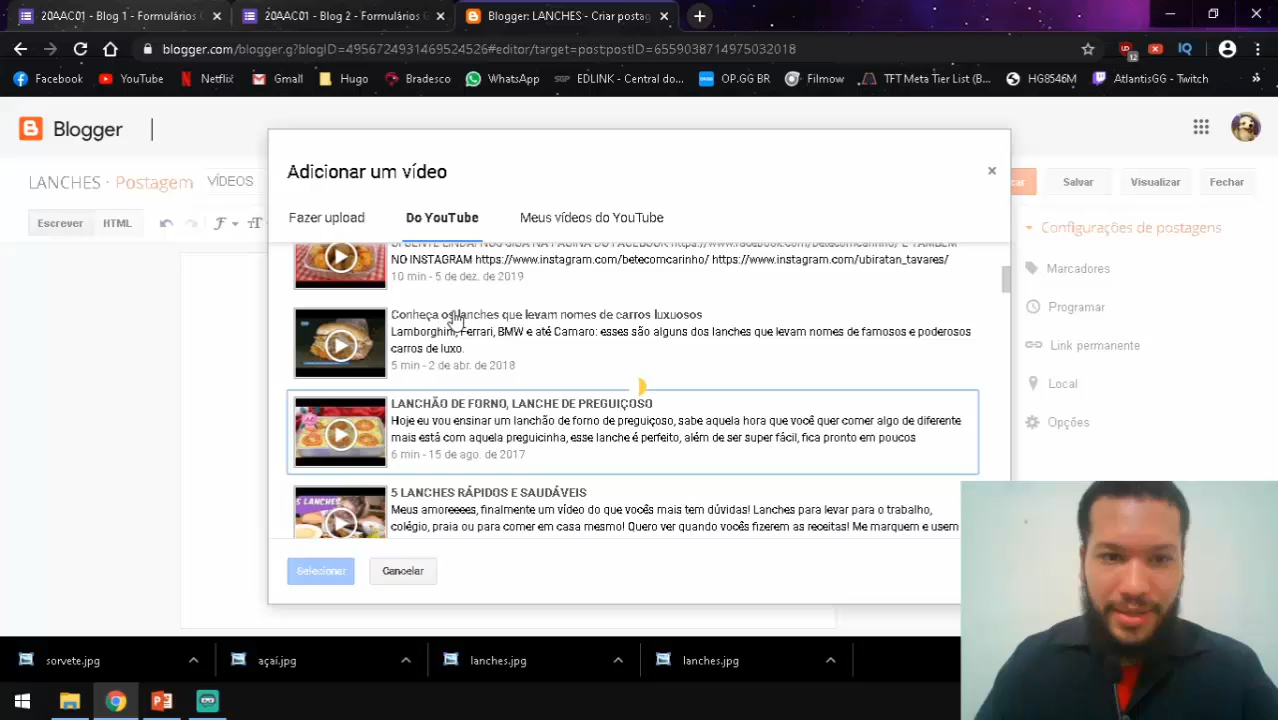 20AAC01 - Blog 1 - Formulários
20AAC01 - Blog 2 - Formulários G
Blogger: LANCHES - Criar postag
blogger.com/blogger.g?blogID=4956724931469524526#editor/target=postpostID=6559038714975032018
Facebook YouTube Netflix Gmall Hugo Bradesco WhatsApp EDLINK - Central do... OP.GG BR Filmow TFT Meta Tier List (B... HG8546M AtlantisGG - Twitch
Blogger
Adicionar um vídeo
LANCHES · Postagem VÍDEOS
Salvar Visualizar Fechar
Fazer upload Do YouTube Meus vídeos do YouTube
Escrever HTML
Configurações de postagens
Marcadores
Programar
Link permanente
Local
Opções
NO INSTAGRAM https://www.instagram.com/betecomcarinho/ https://www.instagram.com/ubiratan_tavares/
10 min - 5 de dez. de 2019
Conheça os lanches que levam nomes de carros luxuosos
Lamborghini, Ferrari, BMW e até Camaro: esses são alguns dos lanches que levam nomes de famosos e poderosos
carros de luxo.
5 min - 2 de abr. de 2018
LANCHÃO DE FORNO, LANCHE DE PREGUIÇOSO
Hoje eu vou ensinar um lanchão de forno de preguiçoso, sabe aquela hora que você quer comer algo de diferente
mais está com aquela preguicinha, esse lanche é perfeito, além de ser super fácil, fica pronto em poucos
6 min - 15 de ago. de 2017
5 LANCHES RÁPIDOS E SAUDÁVEIS
Meus amoreeees, finalmente um vídeo do que vocês mais tem dúvidas! Lanches para levar para o trabalho,
colégio, praia ou para comer em casa mesmo! Quero ver quando vocês fizerem as receitas! Me marquem e usem
5 LANCHES
Selecionar Cancelar
sorvete.jpg
açaí.jpg
lanches.jpg
lanches.jpg